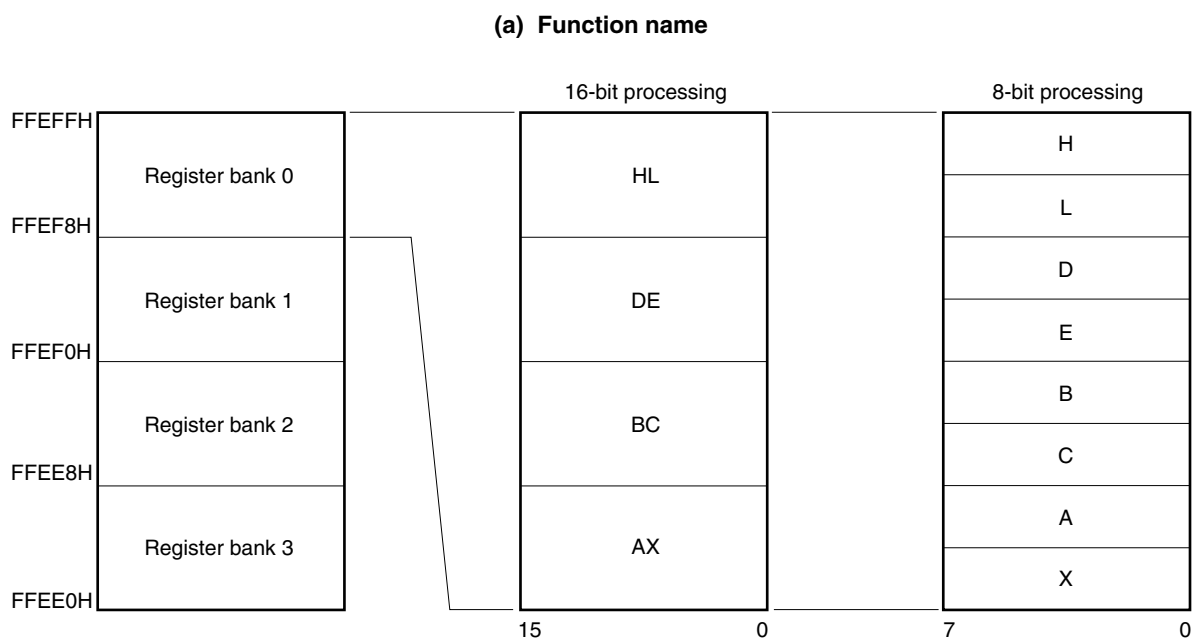 (a) Function name
16-bit processing
8-bit processing
FFEFFH
Register bank 0
HL
H
L
FFEF8H
Register bank 1
DE
D
E
FFEF0H
Register bank 2
BC
B
C
FFEE8H
Register bank 3
AX
A
X
FFEE0H
15 0
7 0